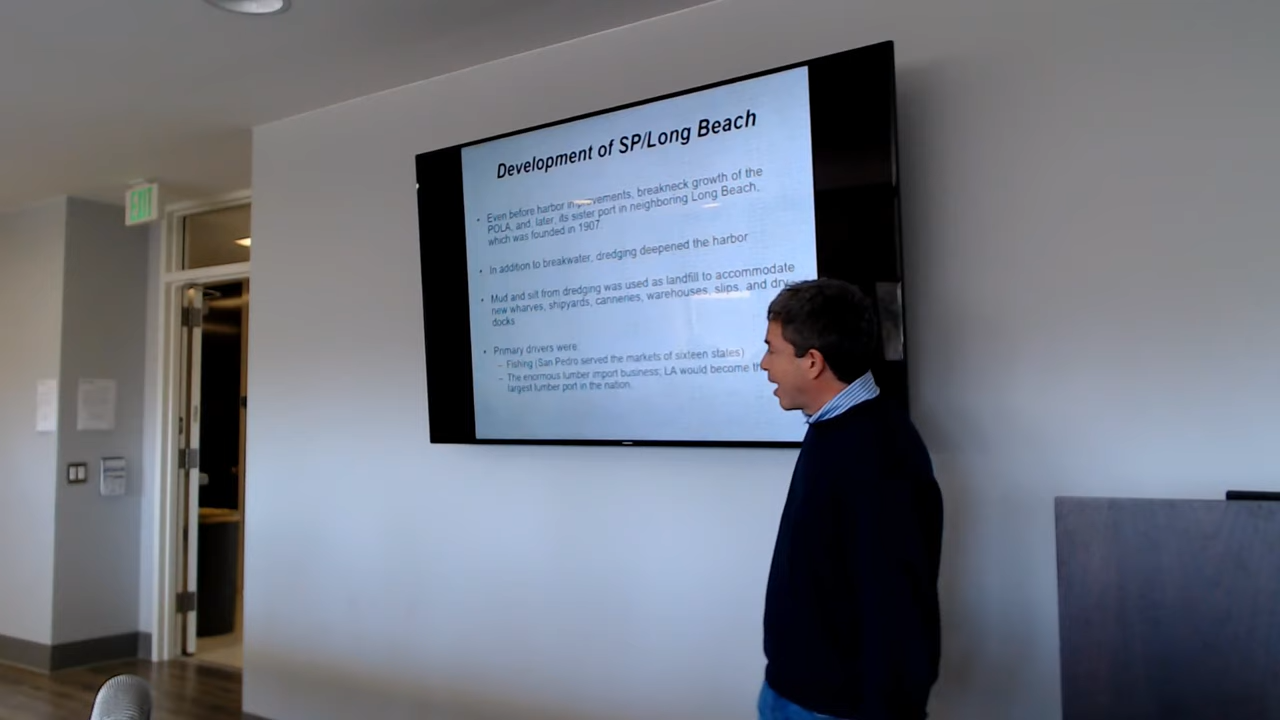 EXIT
Development of SP/Long Beach
• Even before harbor improvements, breakneck growth of the
POLA, and, later, its sister port in neighboring Long Beach,
which was founded in 1907.
• In addition to breakwater, dredging deepened the harbor
• Mud and silt from dredging was used as landfill to accommodate
new wharves, shipyards, canneries, warehouses, slips, and dry
docks
• Primary drivers were:
– Fishing (San Pedro served the markets of sixteen states)
– The enormous lumber import business; LA would become
largest lumber port in the nation.